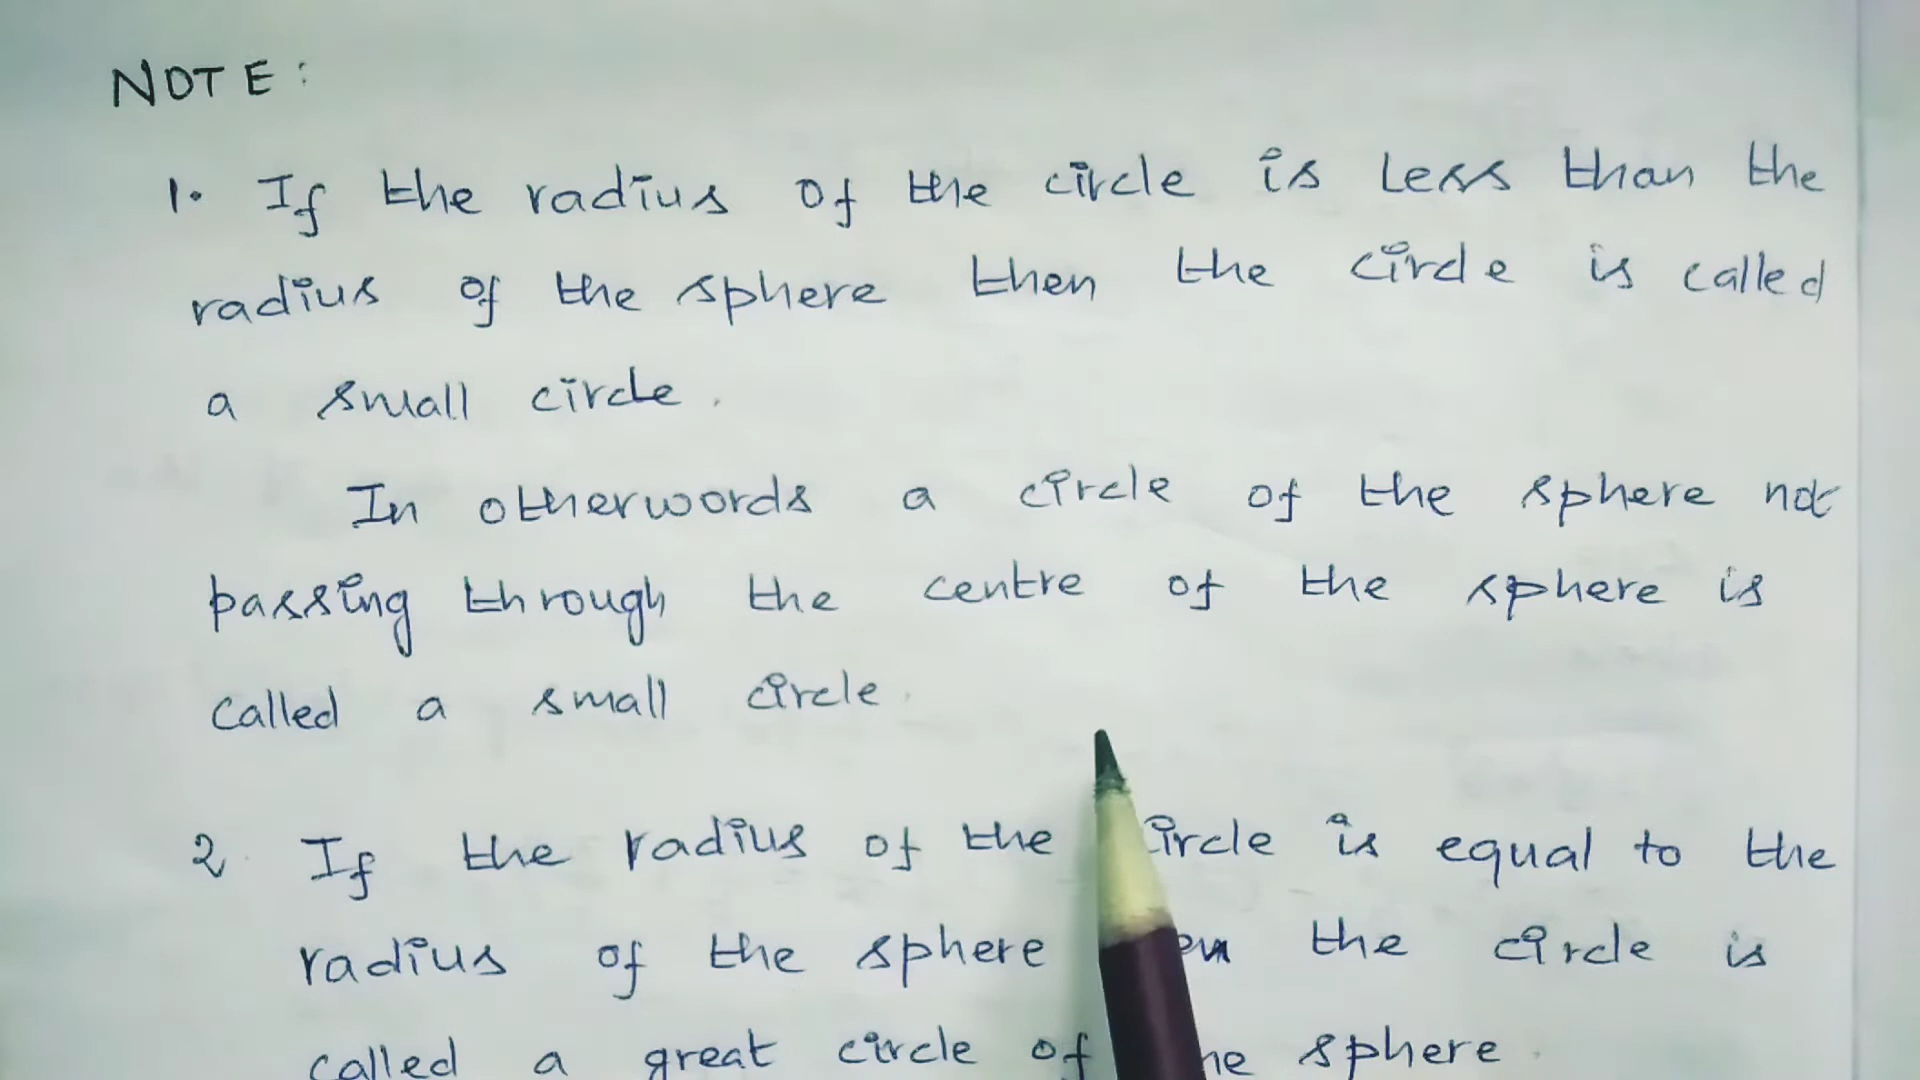 NOTE:
1. If the radius of the circle is less than the
radius of the sphere then the circle is called
a small circle.
In otherwords a circle of the sphere not
passing through the centre of the sphere is
called a small circle.
2. If the radius of the circle is equal to the
radius of the sphere the circle is
called a great circle of sphere.